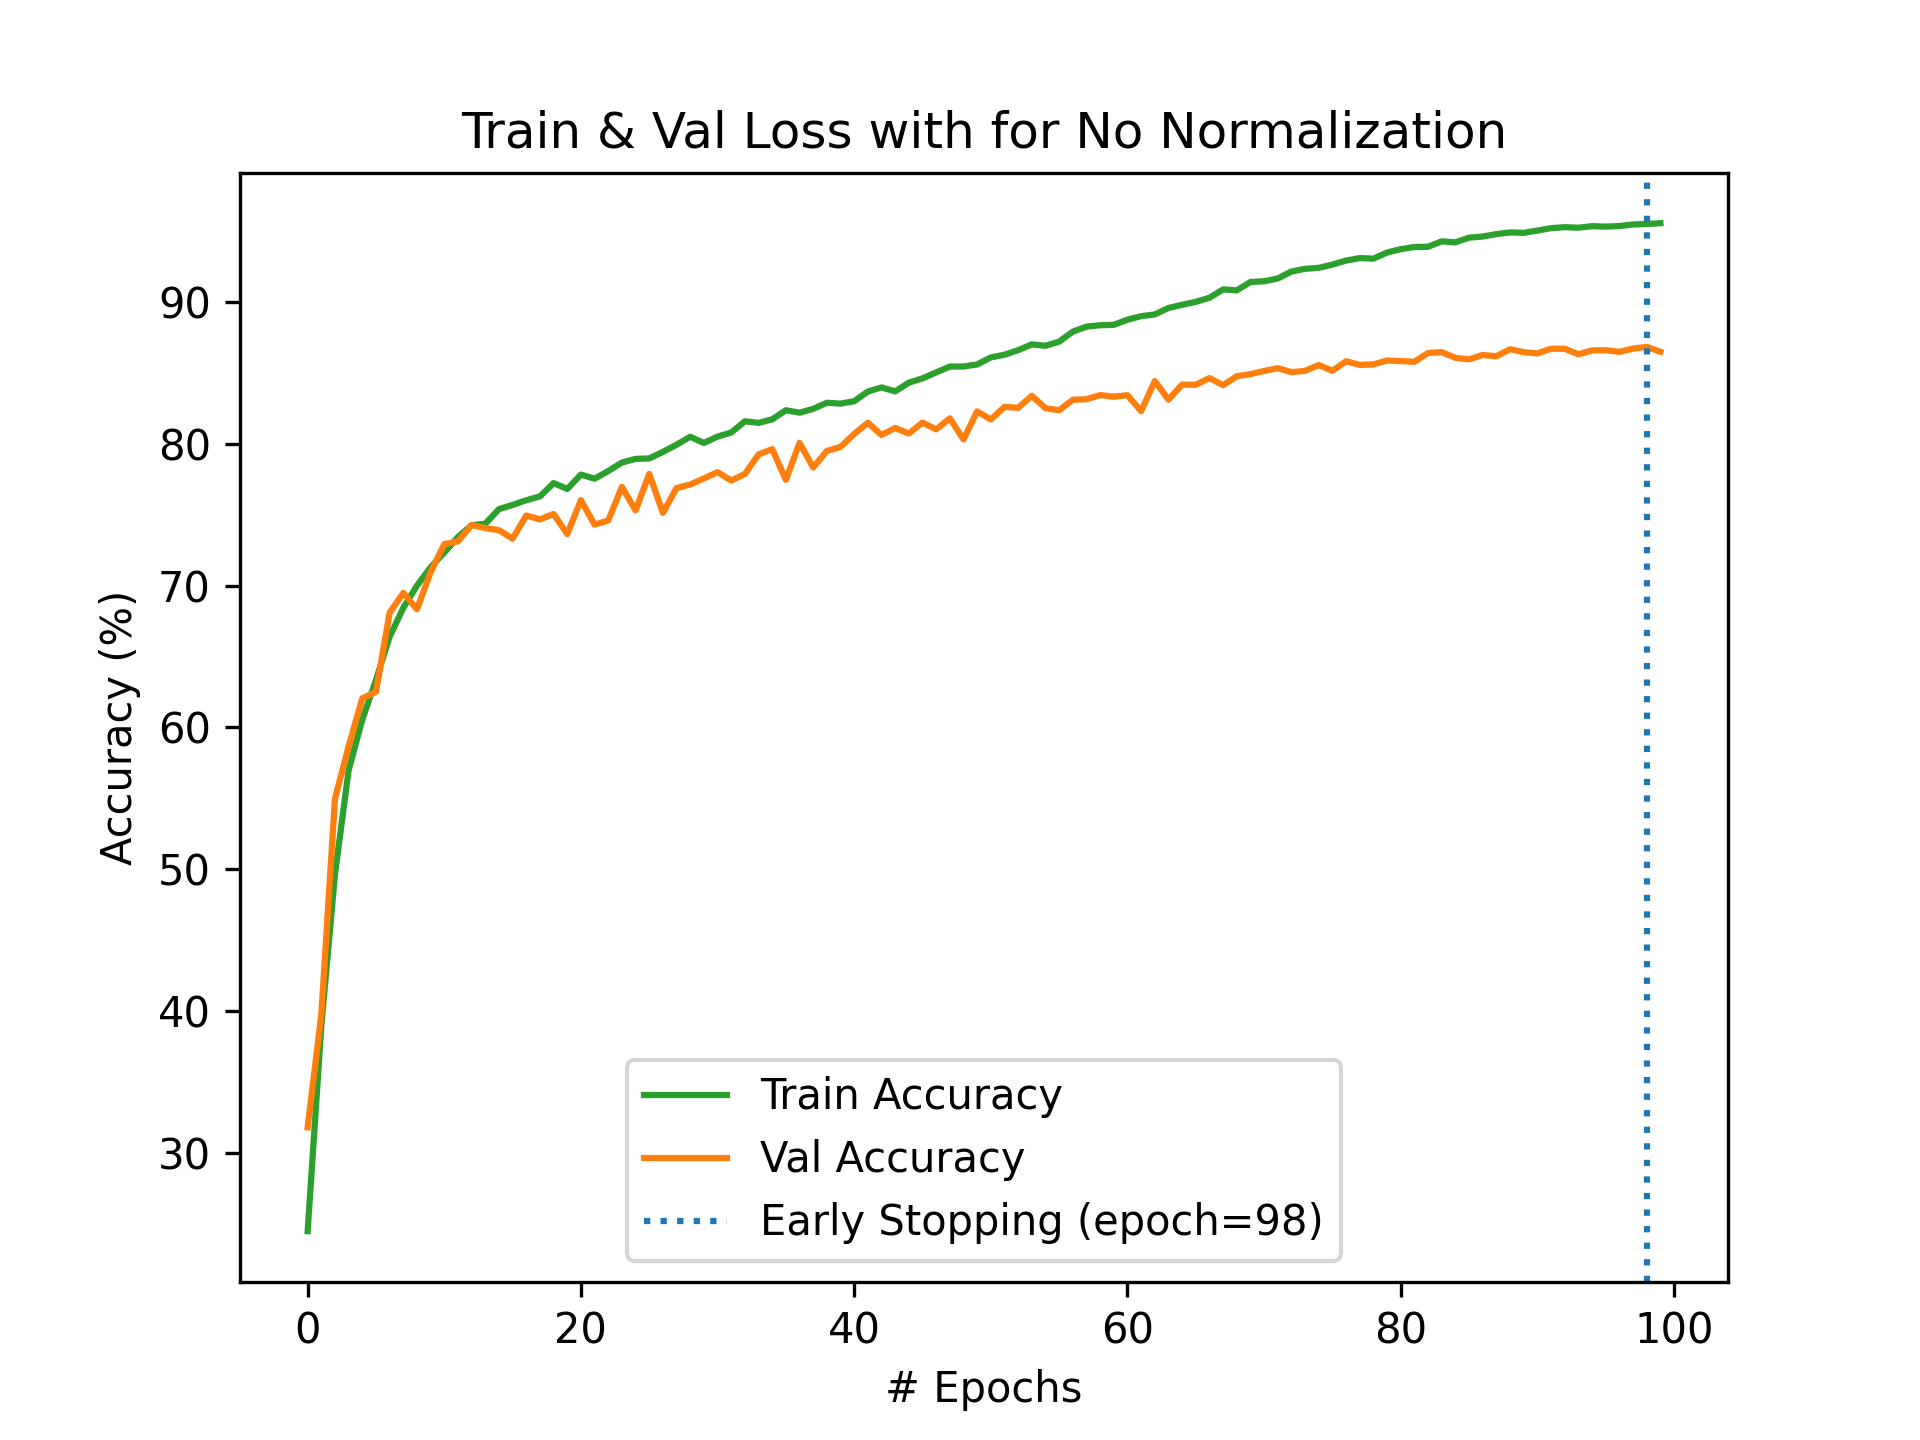 Train & Val Loss with for No Normalization
90
80
70
60
50
40
30
Accuracy (%)
Train Accuracy
Val Accuracy
Early Stopping (epoch=98)
0 20 40 60 80 100
# Epochs